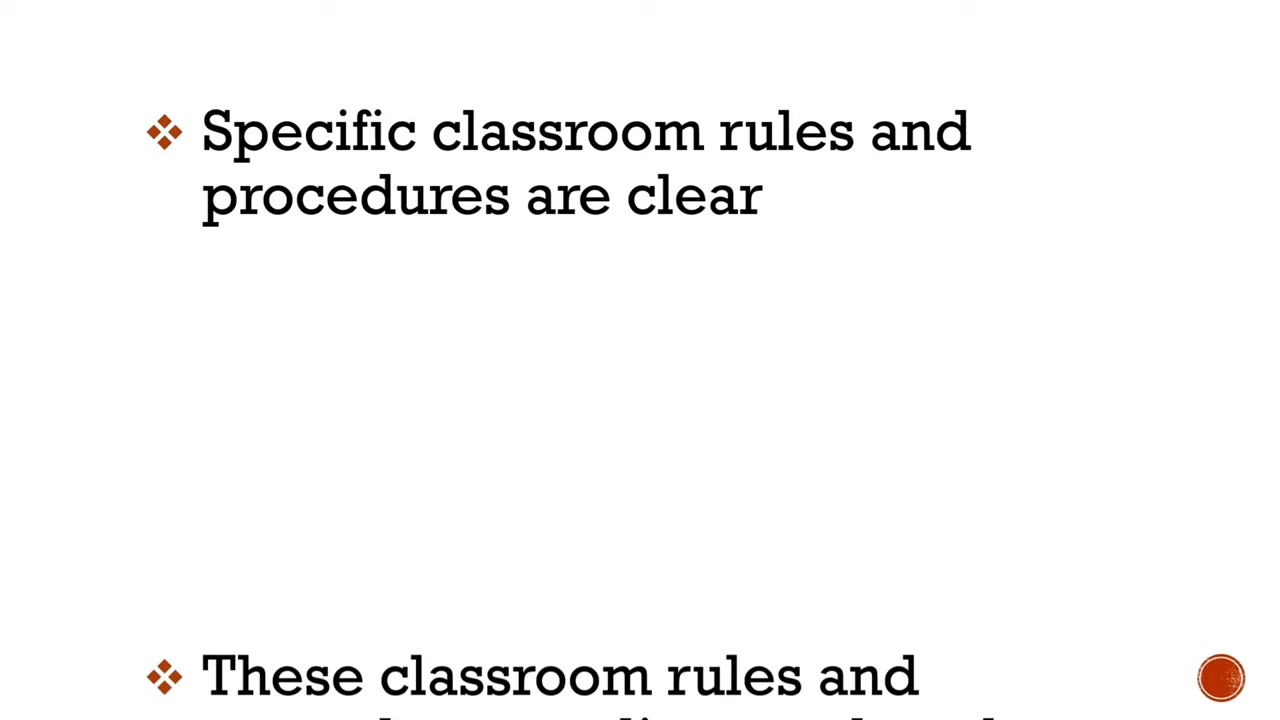 Specific classroom rules and
procedures are clear
These classroom rules and